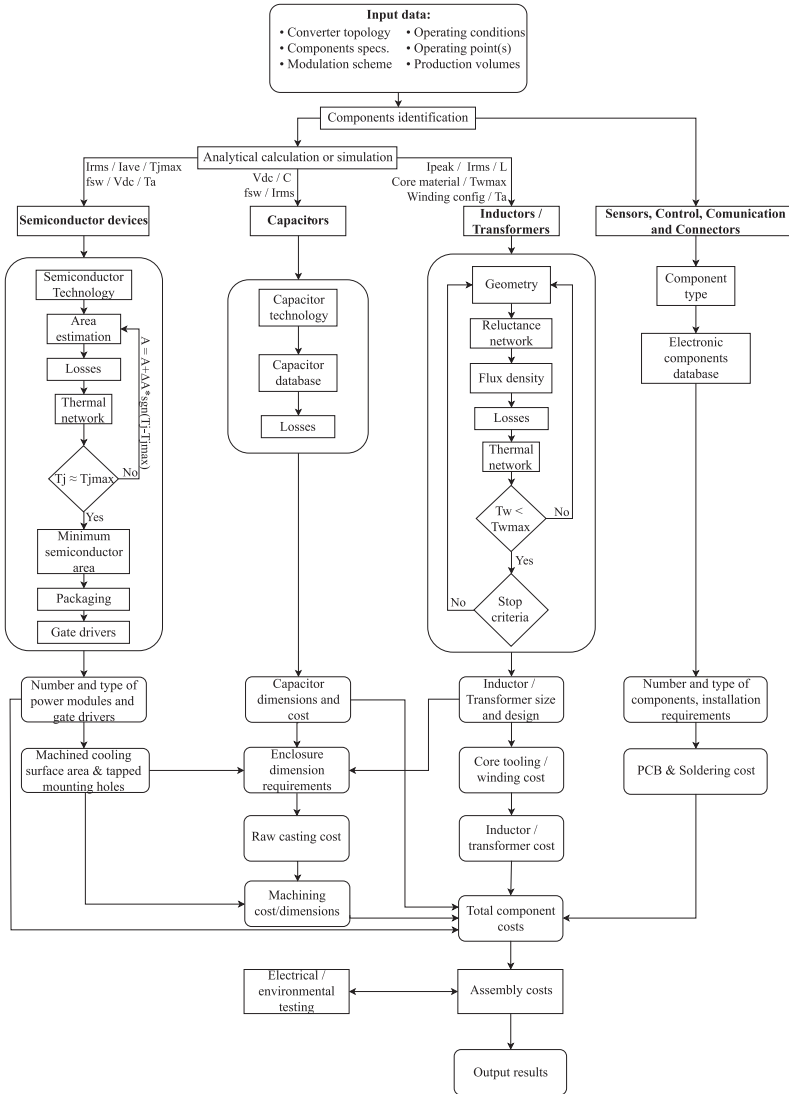 Input data:
• Converter topology
• Operating conditions
• Components specs.
• Operating point(s)
• Modulation scheme
• Production volumes
Components identification
Analytical calculation or simulation
Irms / Iave / Tjmax
fsw / Vdc / Ta
Vdc / C
fsw / Irms
Ipeak / Irms / L
Core material / Twmax
Winding config / Ta
Semiconductor devices
Capacitors
Inductors /
Transformers
Sensors, Control, Comunication
and Connectors
Semiconductor
Technology
Area
estimation
Losses
Thermal
network
Tj ≈ Tjmax
No
A = A+ΔA*sgn(Tj-Tjmax)
Yes
Minimum
semiconductor
area
Packaging
Gate drivers
Capacitor
technology
Capacitor
database
Losses
Geometry
Reluctance
network
Flux density
Losses
Thermal
network
Tw <
Twmax
No
Yes
Stop
criteria
No
Component
type
Electronic
components
database
Number and type of
power modules and
gate drivers
Capacitor
dimensions and
cost
Inductor /
Transformer size
and design
Number and type of
components, installation
requirements
Machined cooling
surface area & tapped
mounting holes
Enclosure
dimension
requirements
Core tooling /
winding cost
PCB & Soldering cost
Raw casting cost
Inductor /
transformer cost
Machining
cost/dimensions
Total component
costs
Electrical /
environmental
testing
Assembly costs
Output results